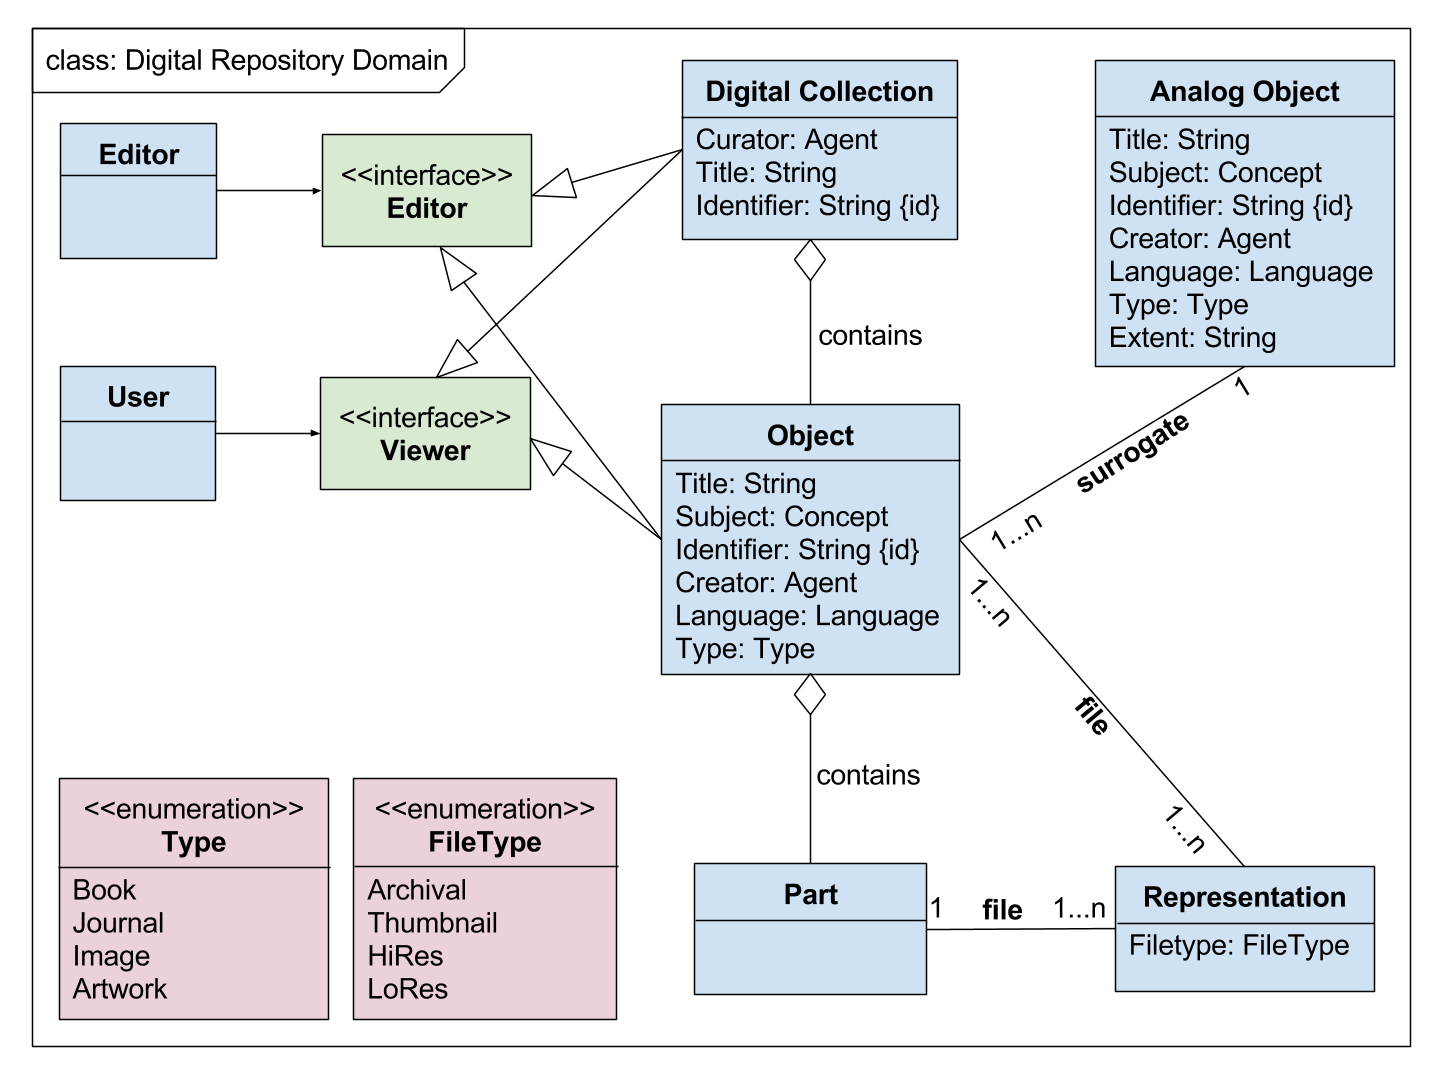 class: Digital Repository Domain
Editor
<<interface>>
Editor
User
<<interface>>
Viewer
Digital Collection
Curator: Agent
Title: String
Identifier: String {id}
contains
Analog Object
Title: String
Subject: Concept
Identifier: String {id}
Creator: Agent
Language: Language
Type: Type
Extent: String
1
surrogate
1...n
Object
Title: String
Subject: Concept
Identifier: String {id}
Creator: Agent
Language: Language
Type: Type
1...n
file
1...n
contains
<<enumeration>>
Type
Book
Journal
Image
Artwork
<<enumeration>>
FileType
Archival
Thumbnail
HiRes
LoRes
Part
1 file 1...n
Representation
Filetype: FileType